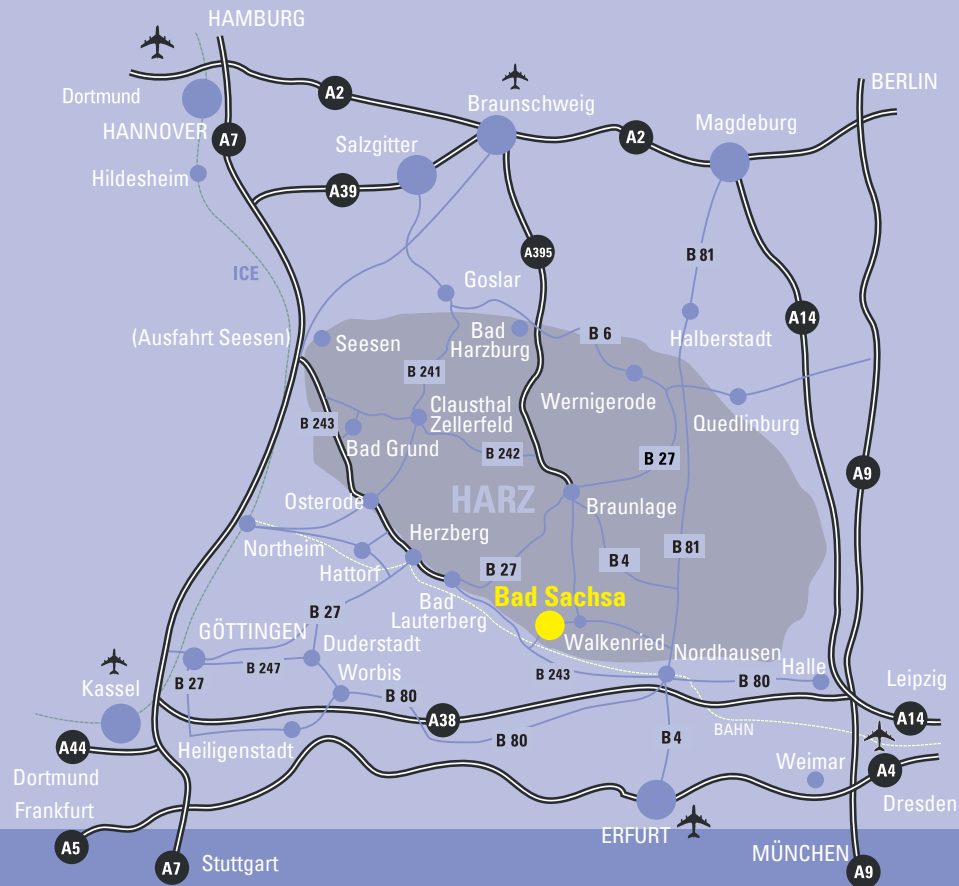 HAMBURG
BERLIN
Dortmund
A2
Braunschweig
HANNOVER
A7
Salzgitter
A2
Magdeburg
Hildesheim
A39
A395
B 81
ICE
Goslar
A14
(Ausfahrt Seesen)
Seesen
Bad
Harzburg
B 6
Halberstadt
B 241
Wernigerode
Clausthal
Zellerfeld
Quedlinburg
B 243
Bad Grund
B 242
B 27
A9
HARZ
Osterode
Braunlage
Herzberg
Northeim
Hattorf
B 27
B 4
B 81
Bad
Lauterberg
Bad Sachsa
B 27
GÖTTINGEN
Duderstadt
Walkenried
B 247
Worbis
B 243
Nordhausen
Halle
B 27
Kassel
B 80
B 80
Leipzig
A38
A14
Heiligenstadt
B 80
B 4
BAHN
A44
Weimar
A4
Dortmund
Frankfurt
Dresden
ERFURT
A5
A7
Stuttgart
MÜNCHEN
A9